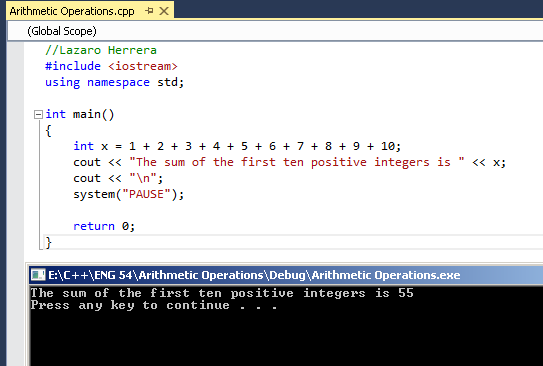 Arithmetic Operations.cpp
(Global Scope)
//Lazaro Herrera
#include <iostream>
using namespace std;
int main()
{
int x = 1 + 2 + 3 + 4 + 5 + 6 + 7 + 8 + 9 + 10;
cout << "The sum of the first ten positive integers is " << x;
cout << "\n";
system("PAUSE");
return 0;
}
E:\C++\ENG 54\Arithmetic Operations\Debug\Arithmetic Operations.exe
The sum of the first ten positive integers is 55
Press any key to continue . . .